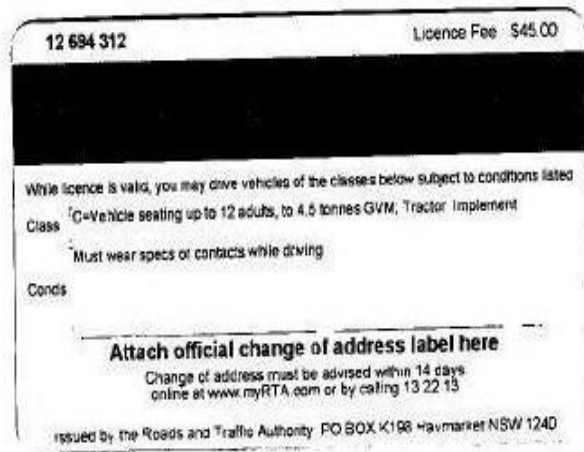 12 694 312 Licence Fee $45.00
While licence is valid, you may drive vehicles of the classes below subject to conditions listed
Class C=Vehicle seating up to 12 adults, to 4.5 tonnes GVM, Tractor Implement
Must wear specs or contacts while driving
Conds
Attach official change of address label here
Change of address must be advised within 14 days
online at www.myRTA.com or by calling 13 22 13
Issued by the Roads and Traffic Authority PO BOX K198 Haymarket NSW 1240